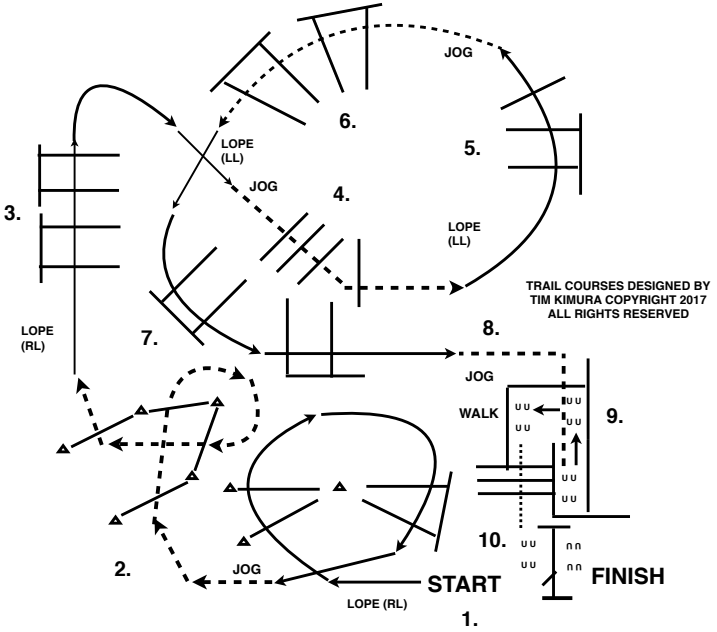 JOG
6.
5.
LOPE
(LL)
JOG
4.
3.
LOPE
(LL)
TRAIL COURSES DESIGNED BY
TIM KIMURA COPYRIGHT 2017
ALL RIGHTS RESERVED
LOPE
(RL)
7.
8.
JOG
WALK
U U
U U
U U
U U
9.
U U
U U
10.
U U
U U
∩ ∩
∩ ∩
2.
JOG
START
FINISH
LOPE (RL)
1.